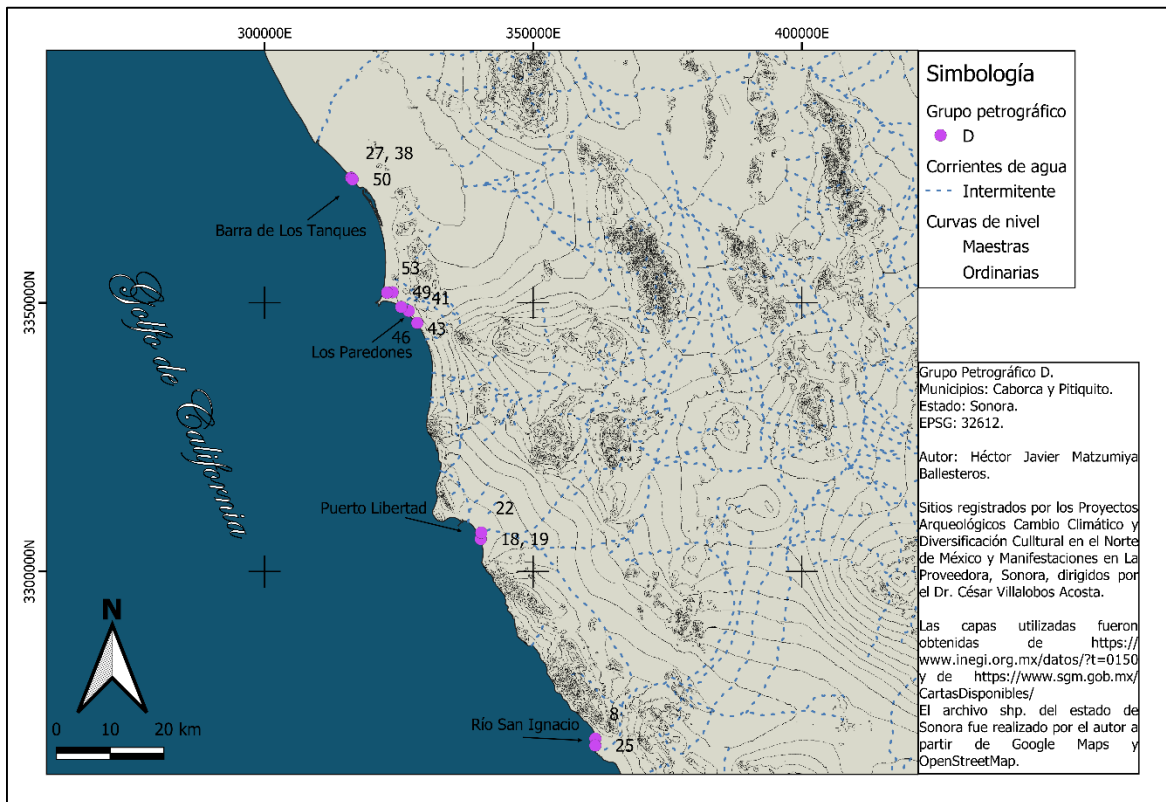 300000E
350000E
400000E
3350000N
3300000N
27, 38
50
Barra de Los Tanques
53
49
41
46
43
Los Paredones
Golfo de California
22
Puerto Libertad
18, 19
8
Río San Ignacio
25
N
0 10 20 km
Simbología
Grupo petrográfico
D
Corrientes de agua
Intermitente
Curvas de nivel
Maestras
Ordinarias
Grupo Petrográfico D.
Municipios: Caborca y Pitiquito.
Estado: Sonora.
EPSG: 32612.
Autor: Héctor Javier Matzumiya
Ballesteros.
Sitios registrados por los Proyectos
Arqueológicos Cambio Climático y
Diversificación Cultural en el Norte
de México y Manifestaciones en La
Proveedora, Sonora, dirigidos por
el Dr. César Villalobos Acosta.
Las capas utilizadas fueron
obtenidas de https://
www.inegi.org.mx/datos/?t=0150
y de https://www.sgm.gob.mx/
CartasDisponibles/
El archivo shp. del estado de
Sonora fue realizado por el autor a
partir de Google Maps y
OpenStreetMap.